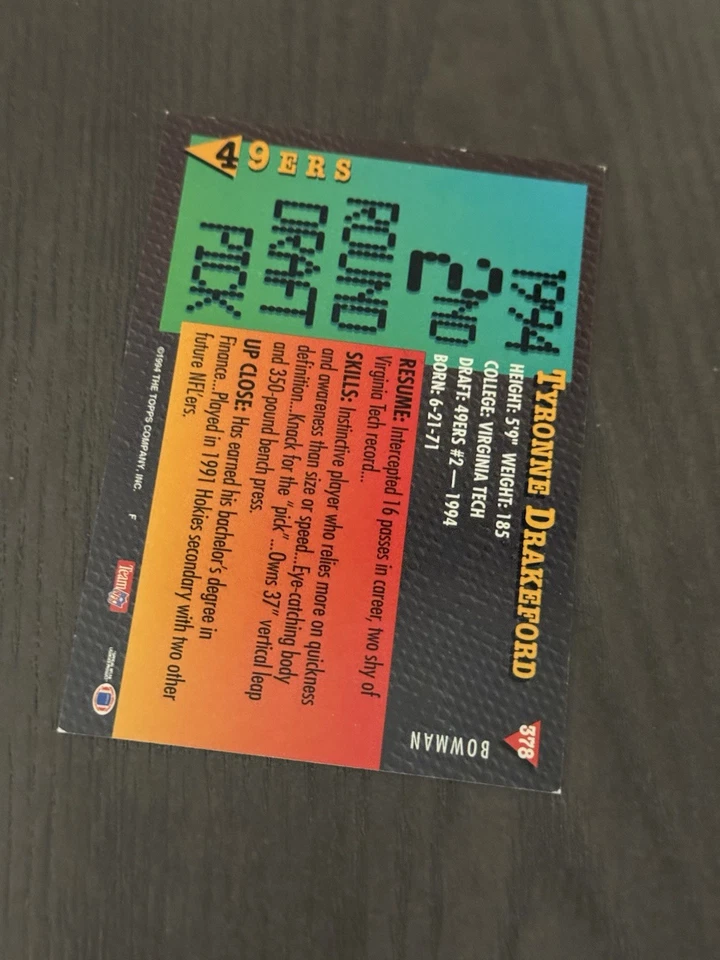 TYRONNE DRAKEFORD
378
HEIGHT: 5'9" WEIGHT: 185
COLLEGE: VIRGINIA TECH
DRAFT: 49ERS #2 — 1994
BORN: 6-21-71
BOWMAN
1994
2ND
ROUND
DRAFT
PICK
49ERS
RESUME: Intercepted 16 passes in career, two shy of
Virginia Tech record...
SKILLS: Instinctive player who relies more on quickness
and awareness than size or speed...Eye-catching body
definition...Knack for the "pick"...Owns 37" vertical leap
and 350-pound bench press.
UP CLOSE: Has earned his bachelor's degree in
Finance...Played in 1991 Hokies secondary with two other
future NFL'ers.
©1994 THE TOPPS COMPANY, INC.
F
Team